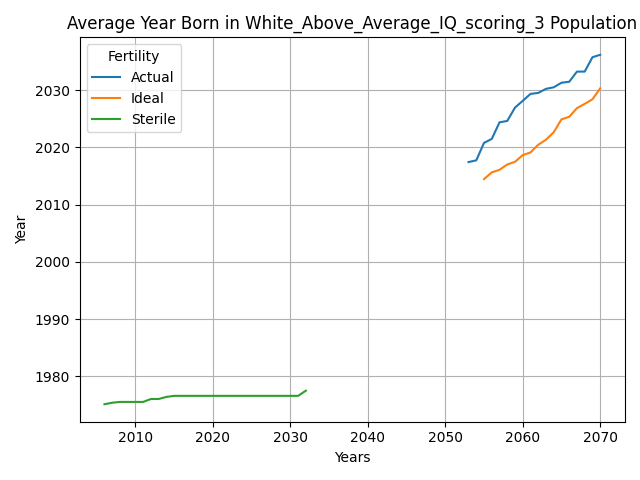 Average Year Born in White_Above_Average_IQ_scoring_3 Population
Fertility
Actual
Ideal
Sterile
Year
2030
2020
2010
2000
1990
1980
2010 2020 2030 2040 2050 2060 2070
Years